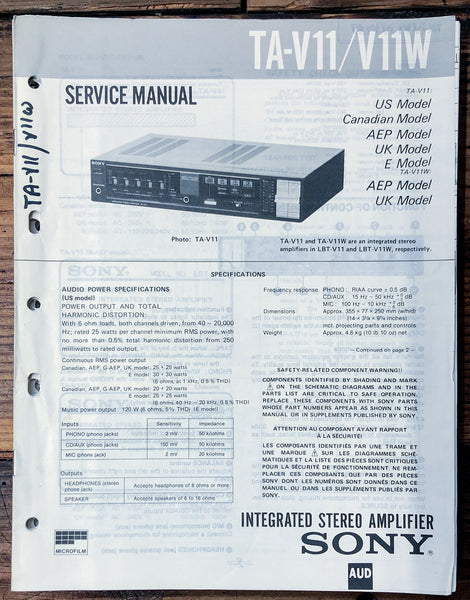 TA-V11/V11W
TA-V11/V11W
SERVICE MANUAL
TA-V11:
US Model
Canadian Model
AEP Model
UK Model
E Model
TA-V11W:
AEP Model
UK Model
SONY
Photo: TA-V11
TA-V11 and TA-V11W are an integrated stereo
amplifiers in LBT-V11 and LBT-V11W, respectively.
SPECIFICATIONS
AUDIO POWER SPECIFICATIONS
(US model)
POWER OUTPUT AND TOTAL
HARMONIC DISTORTION:
With 6 ohm loads, both channels driven, from 40 – 20,000
Hz; rated 25 watts per channel minimum RMS power, with
no more than 0.5% total harmonic distortion from 250
milliwatts to rated output.
Continuous RMS power output
Canadian, AEP, G-AEP, UK model: 25 + 25 watts
E model: 30 + 30 watts
(6 ohms, at 1 kHz, 0.5% THD)
Canadian, AEP, G-AEP, UK model: 20 + 20 watts
E model: 25 + 25 watts
(6 ohms, 40 Hz – 20 kHz, 0.5% THD)
Music power output: 120 W (6 ohms, 5% THD) (E model)
Inputs Sensitivity Impedance
PHONO (phono jacks) 2 mV 50 kilohms
CD/AUX (phono jacks) 150 mV 50 kilohms
MIC (phone jack) 2 mV 20 kilohms
Outputs
HEADPHONES (stereo phone jack) Accepts headphones of 8 ohms or more
SPEAKER Accepts speakers of 6 to 16 ohms
Frequency response PHONO: RIAA curve ± 0.5 dB
CD/AUX: 15 Hz – 50 kHz
MIC: 100 Hz – 10 kHz
Dimensions Approx. 355 × 77 × 250 mm (w/h/d)
incl. projecting parts and controls
Weight Approx. 4.6 kg (10 lb 10 oz) net
– Continued on page 2 –
SAFETY-RELATED COMPONENT WARNING!!
COMPONENTS IDENTIFIED BY SHADING AND MARK
⚠ ON THE SCHEMATIC DIAGRAMS AND IN THE
PARTS LIST ARE CRITICAL TO SAFE OPERATION.
REPLACE THESE COMPONENTS WITH SONY PARTS
WHOSE PART NUMBERS APPEAR AS SHOWN IN THIS
MANUAL OR IN SUPPLEMENTS PUBLISHED BY SONY.
ATTENTION AU COMPOSANT AYANT RAPPORT
À LA SÉCURITÉ!
LES COMPOSANTS IDENTIFIÉS PAR UNE TRAME ET
UNE MARQUE ⚠ SUR LES DIAGRAMMES SCHÉ-
MATIQUES ET LA LISTE DES PIÈCES SONT CRITIQUES
POUR LA SÉCURITÉ DE FONCTIONNEMENT. NE REM-
PLACER CES COMPOSANTS QUE PAR DES PIÈCES
SONY DONT LES NUMÉROS SONT DONNÉS DANS CE
MANUEL OU DANS LES SUPPLÉMENTS PUBLIÉS PAR
SONY.
MICROFILM
INTEGRATED STEREO AMPLIFIER
SONY®
AUD